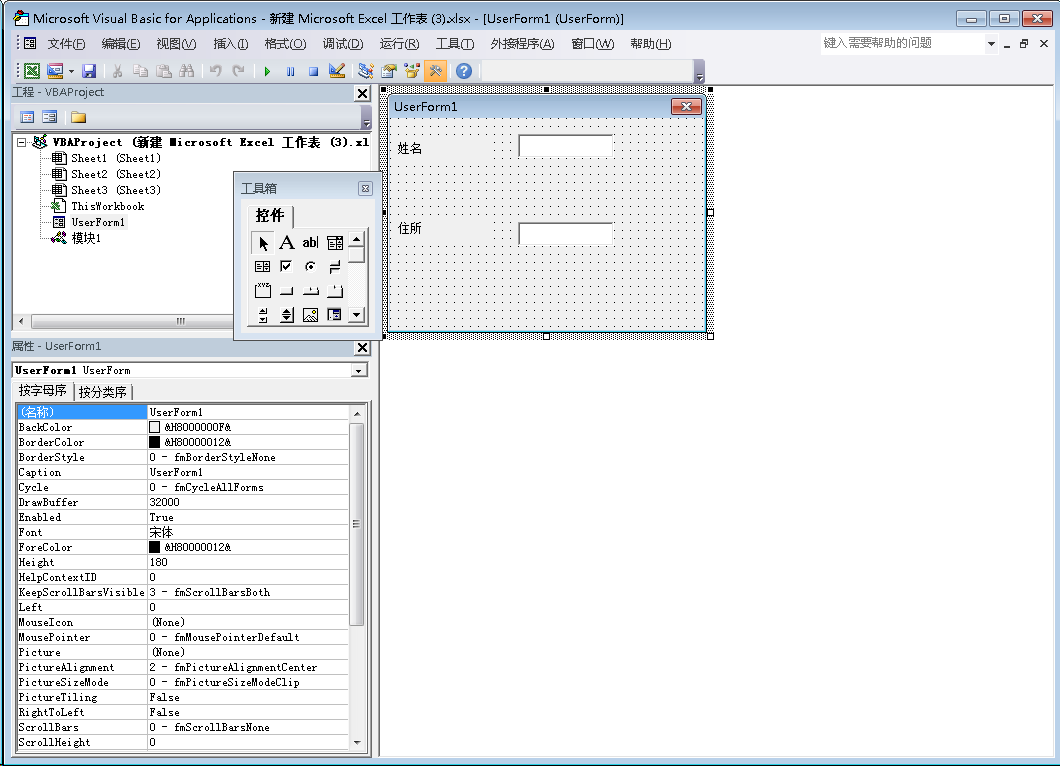 Microsoft Visual Basic for Applications - 新建 Microsoft Excel 工作表 (3).xlsx - [UserForm1 (UserForm)]
文件(F) 编辑(E) 视图(V) 插入(I) 格式(O) 调试(D) 运行(R) 工具(T) 外接程序(A) 窗口(W) 帮助(H) 键入需要帮助的问题
工程 - VBAProject
VBAProject (新建 Microsoft Excel 工作表 (3).xl
Sheet1 (Sheet1)
Sheet2 (Sheet2)
Sheet3 (Sheet3)
ThisWorkbook
UserForm1
模块1
工具箱
控件
A ab|
xyz
UserForm1
姓名
住所
属性 - UserForm1
UserForm1 UserForm
按字母序 按分类序
(名称) UserForm1
BackColor &H8000000F&
BorderColor &H80000012&
BorderStyle 0 - fmBorderStyleNone
Caption UserForm1
Cycle 0 - fmCycleAllForms
DrawBuffer 32000
Enabled True
Font 宋体
ForeColor &H80000012&
Height 180
HelpContextID 0
KeepScrollBarsVisible 3 - fmScrollBarsBoth
Left 0
MouseIcon (None)
MousePointer 0 - fmMousePointerDefault
Picture (None)
PictureAlignment 2 - fmPictureAlignmentCenter
PictureSizeMode 0 - fmPictureSizeModeClip
PictureTiling False
RightToLeft False
ScrollBars 0 - fmScrollBarsNone
ScrollHeight 0